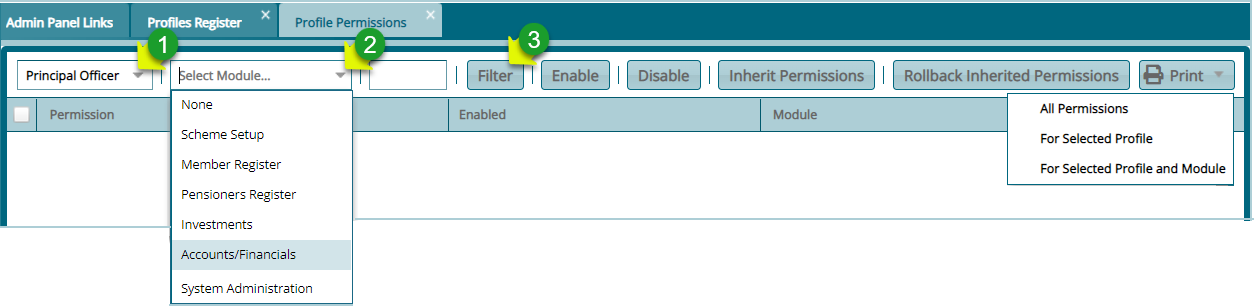 Admin Panel Links Profiles Register × Profile Permissions ×
1 2 3
Principal Officer Select Module... Filter Enable Disable Inherit Permissions Rollback Inherited Permissions Print
Permission Enabled Module
None
Scheme Setup
Member Register
Pensioners Register
Investments
Accounts/Financials
System Administration
All Permissions
For Selected Profile
For Selected Profile and Module